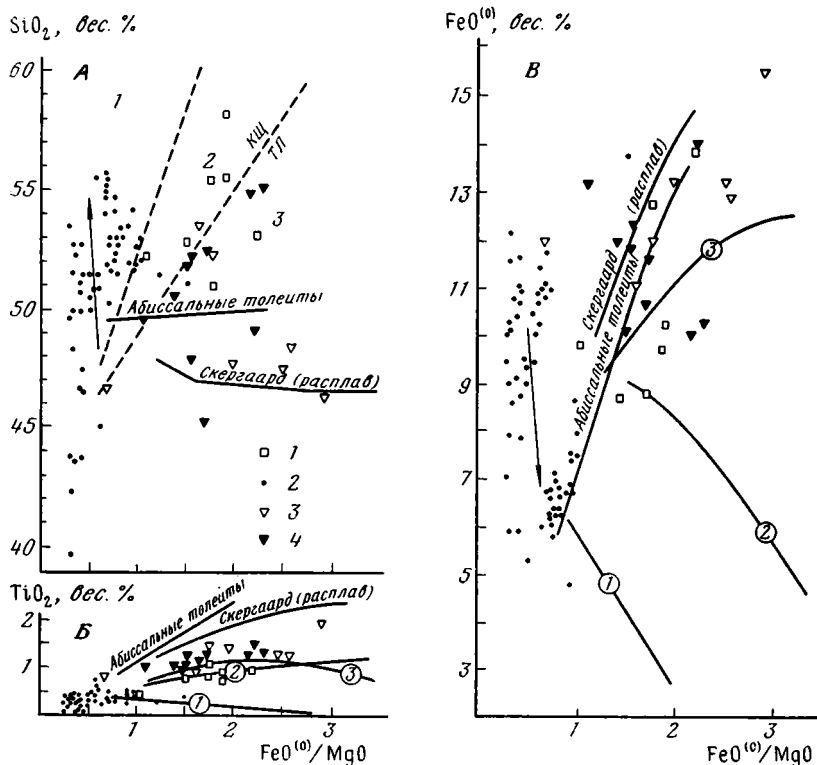 SiO₂, вес. %
А
60
55
50
45
40
1
2
3
КЩ
ТЛ
Абиссальные толеиты
Скергаард (расплав)
1
2
3
4
TiO₂, вес. %
Б
2
1
Абиссальные толеиты
Скергаард (расплав)
1
2
3
1 2 3
FeO⁽⁰⁾/MgO
FeO⁽⁰⁾, вес. %
В
15
13
11
9
7
5
3
Скергаард (расплав)
Абиссальные толеиты
3
2
1
1 2 3
FeO⁽⁰⁾/MgO